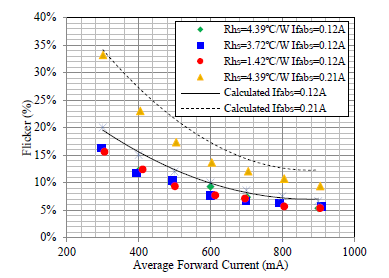 40%
35%
30%
25%
20%
15%
10%
5%
0%
Flicker (%)
Rhs=4.39℃/W Ifabs=0.12A
Rhs=3.72℃/W Ifabs=0.12A
Rhs=1.42℃/W Ifabs=0.12A
Rhs=4.39℃/W Ifabs=0.21A
Calculated Ifabs=0.12A
Calculated Ifabs=0.21A
200 400 600 800 1000
Average Forward Current (mA)